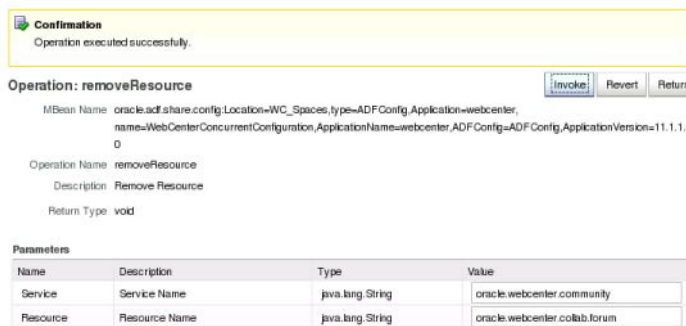 Confirmation
Operation executed successfully.
Operation: removeResource
Invoke Revert Return
MBean Name oracle.adf.share.config:Location=WC_Spaces,type=ADFConfig,Application=webcenter,
name=WebCenterConcurrentConfiguration,ApplicationName=webcenter,ADFConfig=ADFConfig,ApplicationVersion=11.1.1.
0
Operation Name removeResource
Description Remove Resource
Return Type void
Parameters
Name Description Type Value
Service Service Name java.lang.String oracle.webcenter.community
Resource Resource Name java.lang.String oracle.webcenter.collab.forum